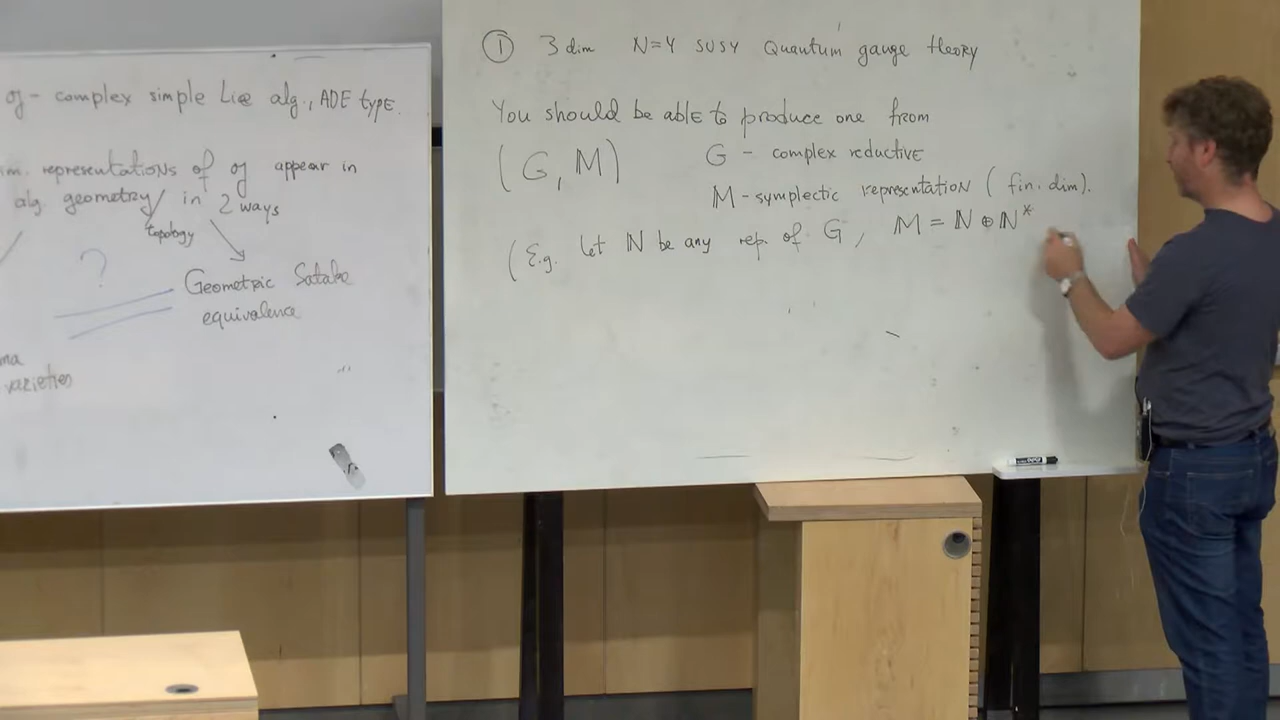 g - complex simple Lie alg., ADE type.
im. representations of g appear in
alg. geometry / in 2 ways
topology
?
Geometric Satake
equivalence
ma
varieties
① 3 dim N=4 SUSY Quantum gauge theory
You should be able to produce one from
(G, M) G - complex reductive
M - symplectic representation (fin. dim).
(E.g. let N be any rep. of G, M = N ⊕ N*